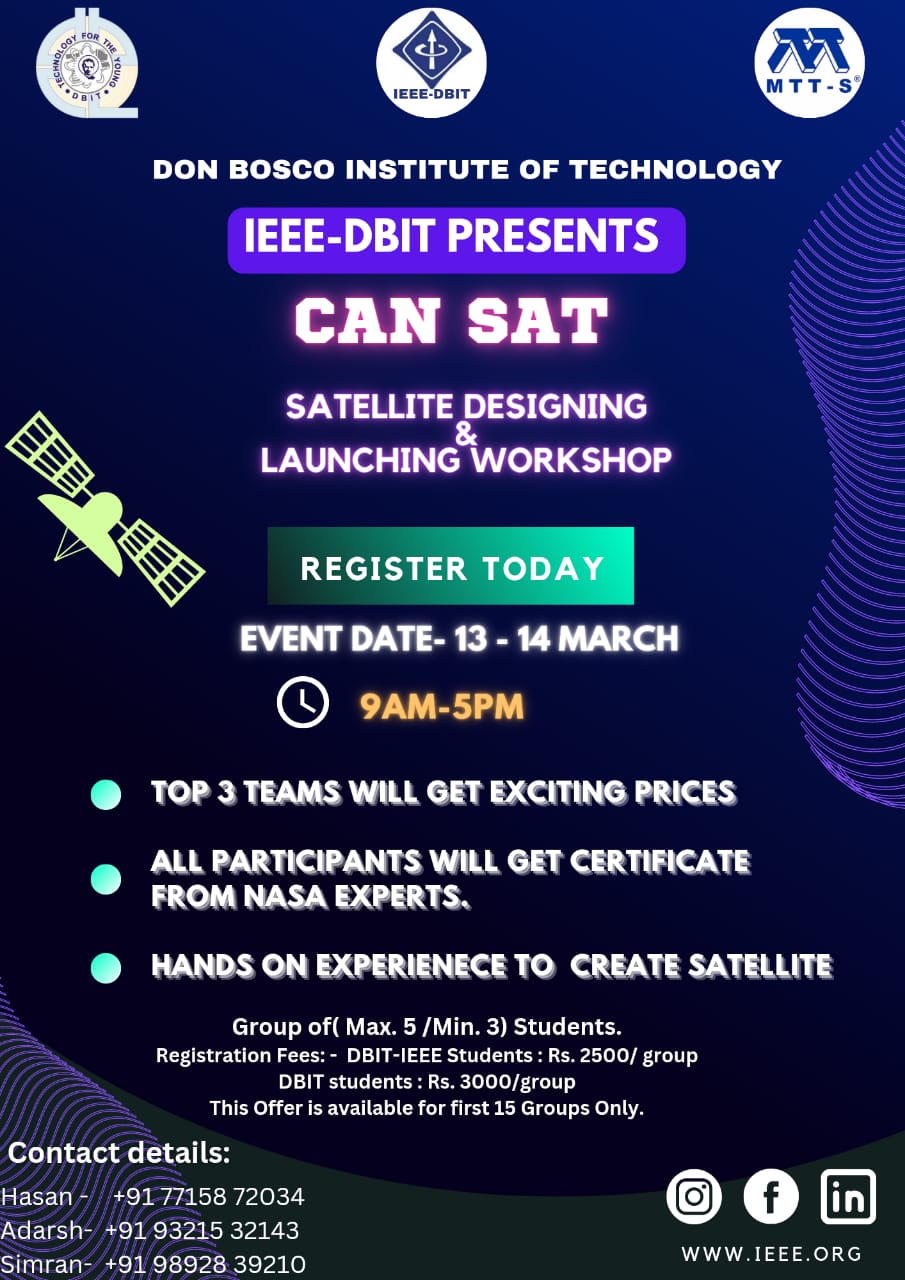 TECHNOLOGY FOR THE YOUNG
DBIT
IEEE-DBIT
MTT-S®
DON BOSCO INSTITUTE OF TECHNOLOGY
IEEE-DBIT PRESENTS
CAN SAT
SATELLITE DESIGNING
&
LAUNCHING WORKSHOP
REGISTER TODAY
EVENT DATE- 13 - 14 MARCH
9AM-5PM
TOP 3 TEAMS WILL GET EXCITING PRICES
ALL PARTICIPANTS WILL GET CERTIFICATE
FROM NASA EXPERTS.
HANDS ON EXPERIENECE TO CREATE SATELLITE
Group of( Max. 5 /Min. 3) Students.
Registration Fees: - DBIT-IEEE Students : Rs. 2500/ group
DBIT students : Rs. 3000/group
This Offer is available for first 15 Groups Only.
Contact details:
Hasan - +91 77158 72034
Adarsh- +91 93215 32143
Simran- +91 98928 39210
WWW.IEEE.ORG